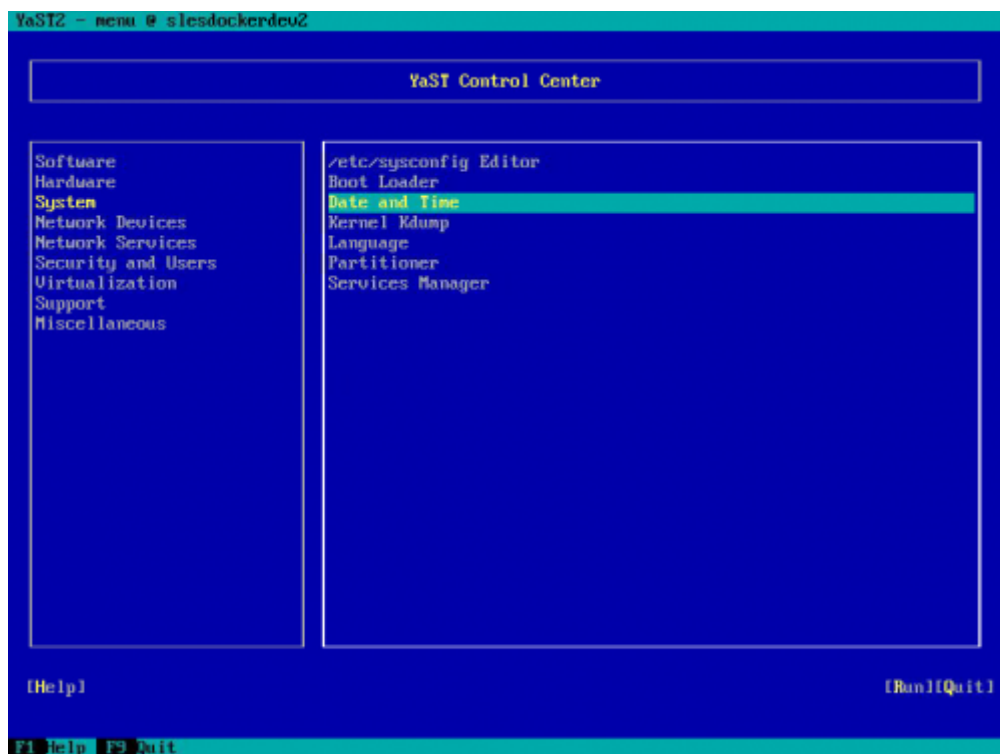 YaST2 - menu @ slesdockerdev2
YaST Control Center
Software
Hardware
System
Network Devices
Network Services
Security and Users
Virtualization
Support
Miscellaneous
/etc/sysconfig Editor
Boot Loader
Date and Time
Kernel Kdump
Language
Partitioner
Services Manager
[Help] [Run][Quit]
F1 Help F9 Quit